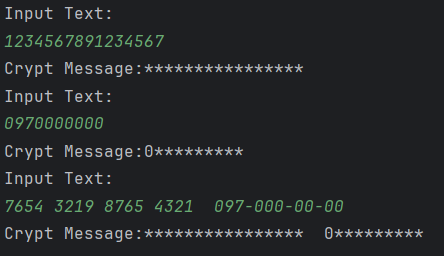 Input Text:
1234567891234567
Crypt Message:****************
Input Text:
0970000000
Crypt Message:0*********
Input Text:
7654 3219 8765 4321  097-000-00-00
Crypt Message:****************  0*********